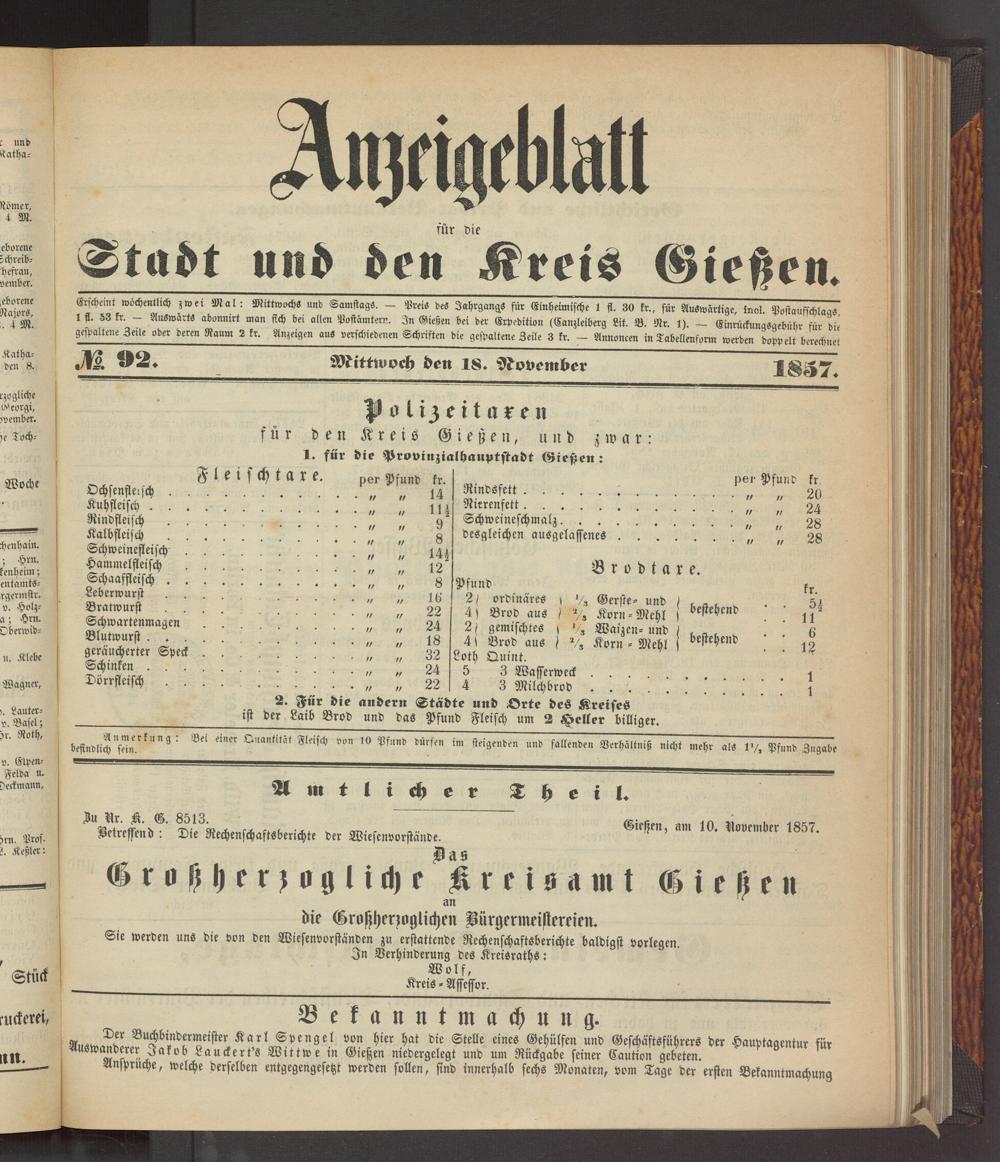 Anzeigeblatt
für die
Stadt und den Kreis Gießen.
Erscheint wöchentlich zwei Mal: Mittwochs und Samstags. — Preis des Jahrgangs für Einheimische 1 fl. 30 kr., für Auswärtige, incl. Postaufschlags,
1 fl. 53 kr. — Auswärts abonnirt man sich bei allen Postämtern. In Gießen bei der Expedition (Canzleiberg Lit. B. Nr. 1). — Einrückungsgebühr für die
gespaltene Zeile oder deren Raum 2 kr. Anzeigen aus verschiedenen Schriften die gespaltene Zeile 3 kr. — Annoncen in Tabellenform werden doppelt berechnet
№ 92. Mittwoch den 18. November 1857.
Polizeitaxen
für den Kreis Gießen, und zwar:
1. für die Provinzialhauptstadt Gießen:
Fleischtaxe. per Pfund kr.
Ochsenfleisch . . . „ „ 14
Kuhfleisch . . . „ „ 11½
Rindfleisch . . . „ „ 9
Kalbfleisch . . . „ „ 8
Schweinefleisch . . . „ „ 14½
Hammelfleisch . . . „ „ 12
Schaaffleisch . . . „ „ 8
Leberwurst . . . „ „ 16
Bratwurst . . . „ „ 22
Schwartenmagen . . . „ „ 24
Blutwurst . . . „ „ 18
geräucherter Speck . . . „ „ 32
Schinken . . . „ „ 24
Dörrfleisch . . . „ „ 22
per Pfund kr.
Rindsfett . . . „ „ 20
Nierenfett . . . „ „ 24
Schweineschmalz . . . „ „ 28
desgleichen ausgelassenes . . . „ „ 28
Brodtaxe.
Pfund kr.
2 } ordinäres { 1/3 Gerste- und } bestehend . . 5½
4 } Brod aus { 2/3 Korn-Mehl } 11
2 } gemischtes { 1/3 Waizen- und } bestehend . . 6
4 } Brod aus { 2/3 Korn-Mehl } 12
Loth Quint.
5 3 Wasserweck . . . 1
4 3 Milchbrod . . . 1
2. Für die andern Städte und Orte des Kreises
ist der Laib Brod und das Pfund Fleisch um 2 Heller billiger.
Anmerkung: Bei einer Quantität Fleisch von 10 Pfund dürfen im steigenden und fallenden Verhältniß nicht mehr als 1 1/2 Pfund Zugabe
befindlich sein.
Amtlicher Theil.
Zu Nr. K. G. 8513. Gießen, am 10. November 1857.
Betreffend: Die Rechenschaftsberichte der Wiesenvorstände.
Das
Großherzogliche Kreisamt Gießen
an
die Großherzoglichen Bürgermeistereien.
Sie werden uns die von den Wiesenvorständen zu erstattende Rechenschaftsberichte baldigst vorlegen.
In Verhinderung des Kreisraths:
Wolf,
Kreis-Assessor.
Bekanntmachung.
Der Buchbindermeister Karl Spengel von hier hat die Stelle eines Gehülfen und Geschäftsführers der Hauptagentur für
Auswanderer Jakob Lauckert's Wittwe in Gießen niedergelegt und um Rückgabe seiner Caution gebeten.
Ansprüche, welche derselben entgegengesetzt werden sollen, sind innerhalb sechs Monaten, vom Tage der ersten Bekanntmachung